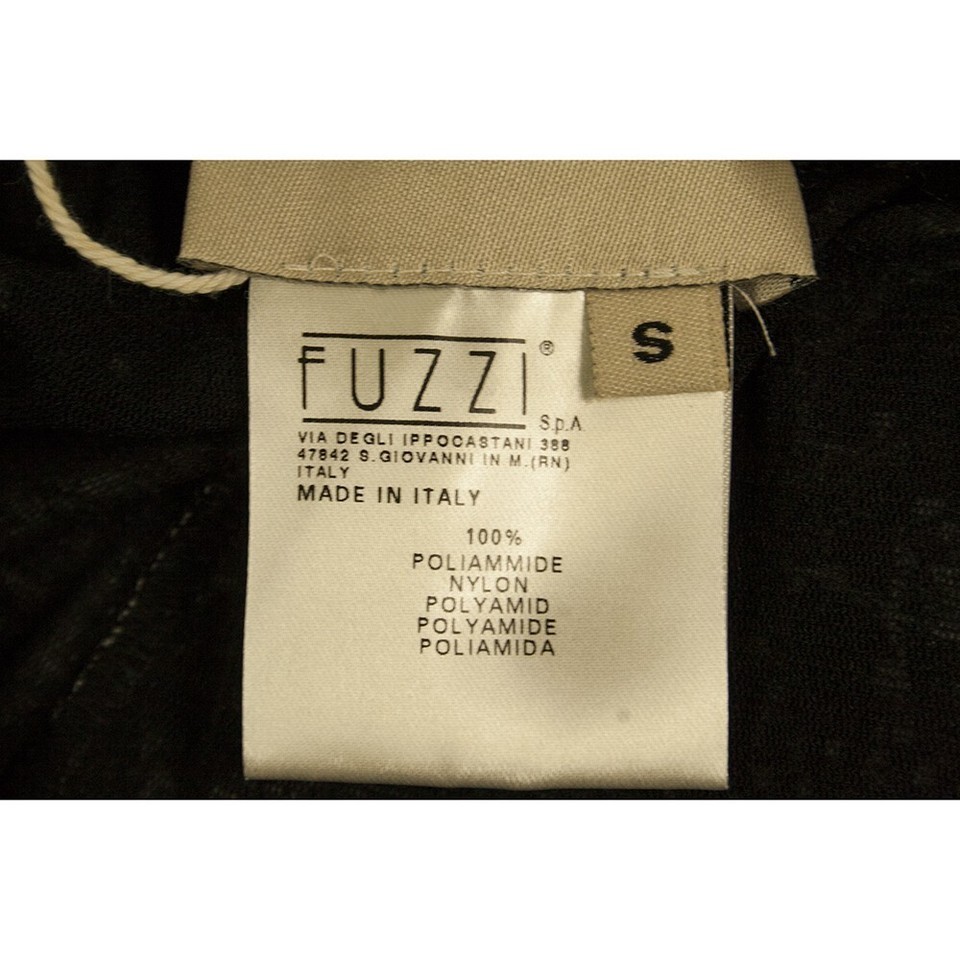 FUZZI®
S.p.A.
S
VIA DEGLI IPPOCASTANI 388
47842 S.GIOVANNI IN M.(RN)
ITALY
MADE IN ITALY
100%
POLIAMMIDE
NYLON
POLYAMID
POLYAMIDE
POLIAMIDA